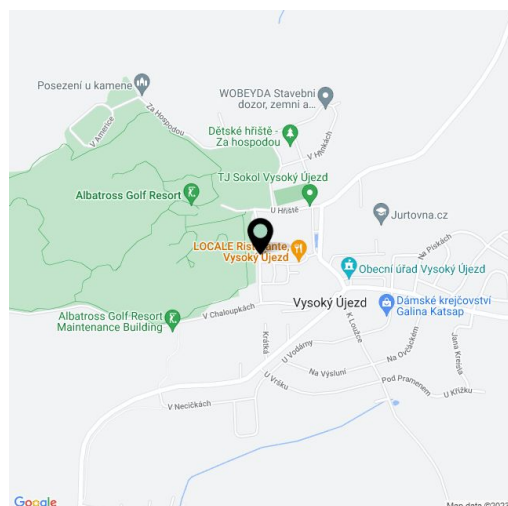 Posezení u kamene
WOBEYDA Stavební
dozor, zemní a...
Za Hospodou
V Americe
Dětské hřiště -
Za hospodou
V Humnkách
TJ Sokol Vysoký Újezd
Albatross Golf Resort
U Hřiště
Jurtovna.cz
LOCALE Ristorante,
Vysoký Újezd
Na Pískách
Obecní úřad Vysoký Újezd
Vysoký Újezd
Dámské krejčovství
Galina Katsap
V Chaloupkách
Albatross Golf Resort
Maintenance Building
Krátká
K Loužce
U Vodárny
Na Ovčáckém
Jana Kreista
Na Výsluní
U Vršku
Pod Pramenem
U Křížku
V Necičkách
Google
Map data ©2023